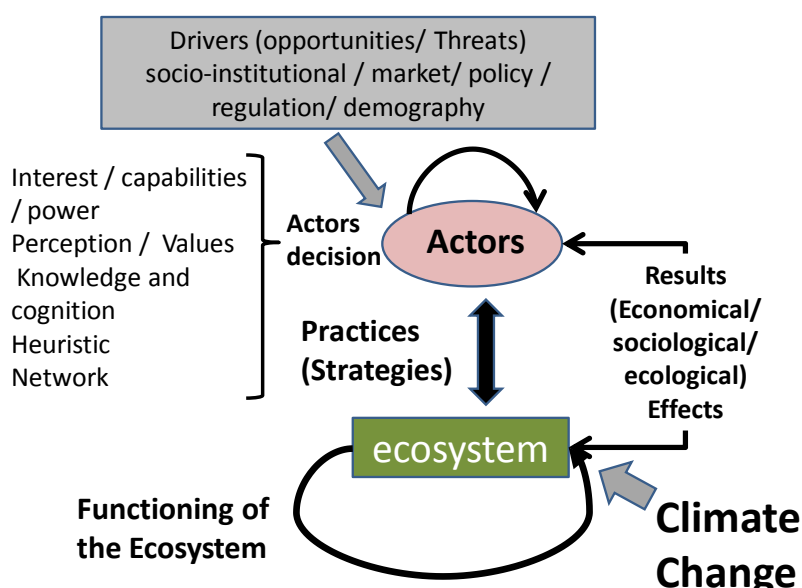 Drivers (opportunities/ Threats)
socio-institutional / market/ policy /
regulation/ demography
Interest / capabilities
/ power
Perception / Values
Knowledge and
cognition
Heuristic
Network
Actors
decision
Actors
Results
(Economical/
sociological/
ecological)
Effects
Practices
(Strategies)
ecosystem
Functioning of
the Ecosystem
Climate
Change